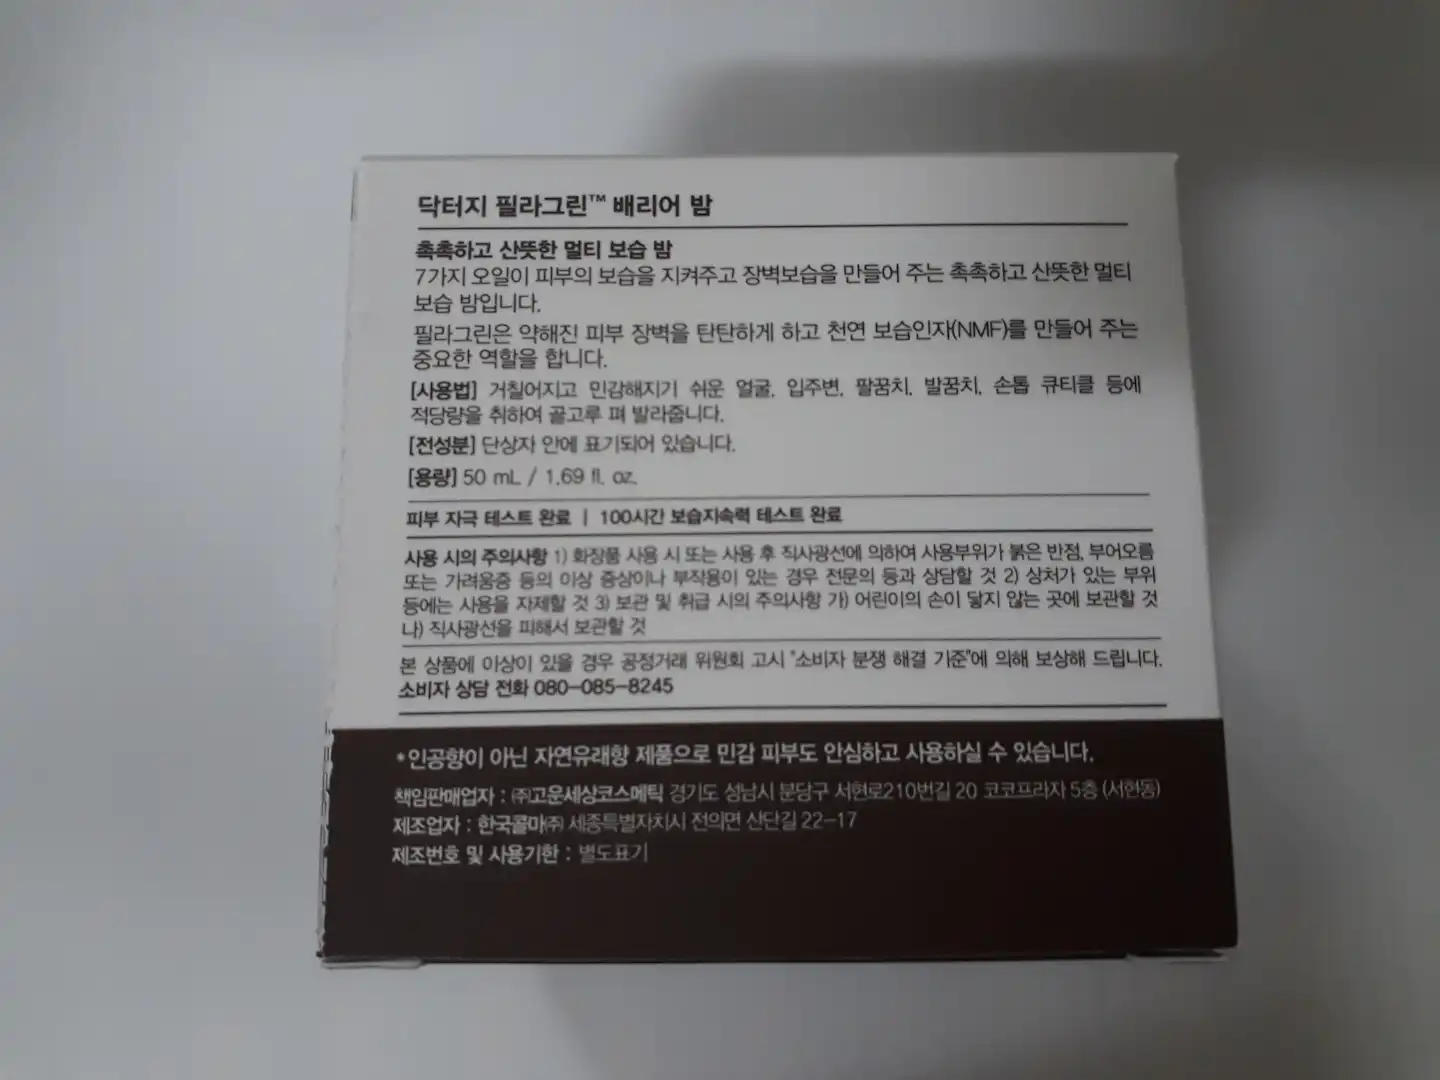 닥터지 필라그린™ 배리어 밤
촉촉하고 산뜻한 멀티 보습 밤
7가지 오일이 피부의 보습을 지켜주고 장벽보습을 만들어 주는 촉촉하고 산뜻한 멀티
보습 밤입니다.
필라그린은 약해진 피부 장벽을 탄탄하게 하고 천연 보습인자(NMF)를 만들어 주는
중요한 역할을 합니다.
[사용법] 거칠어지고 민감해지기 쉬운 얼굴, 입주변, 팔꿈치, 발꿈치, 손톱 큐티클 등에
적당량을 취하여 골고루 펴 발라줍니다.
[전성분] 단상자 안에 표기되어 있습니다.
[용량] 50 mL / 1.69 fl. oz.
피부 자극 테스트 완료 | 100시간 보습지속력 테스트 완료
사용 시의 주의사항 1) 화장품 사용 시 또는 사용 후 직사광선에 의하여 사용부위가 붉은 반점, 부어오름
또는 가려움증 등의 이상 증상이나 부작용이 있는 경우 전문의 등과 상담할 것 2) 상처가 있는 부위
등에는 사용을 자제할 것 3) 보관 및 취급 시의 주의사항 가) 어린이의 손이 닿지 않는 곳에 보관할 것
나) 직사광선을 피해서 보관할 것
본 상품에 이상이 있을 경우 공정거래 위원회 고시 "소비자 분쟁 해결 기준"에 의해 보상해 드립니다.
소비자 상담 전화 080-085-8245
*인공향이 아닌 자연유래향 제품으로 민감 피부도 안심하고 사용하실 수 있습니다.
책임판매업자 : ㈜고운세상코스메틱 경기도 성남시 분당구 서현로210번길 20 코코프라자 5층 (서현동)
제조업자 : 한국콜마㈜ 세종특별자치시 전의면 산단길 22-17
제조번호 및 사용기한 : 별도표기